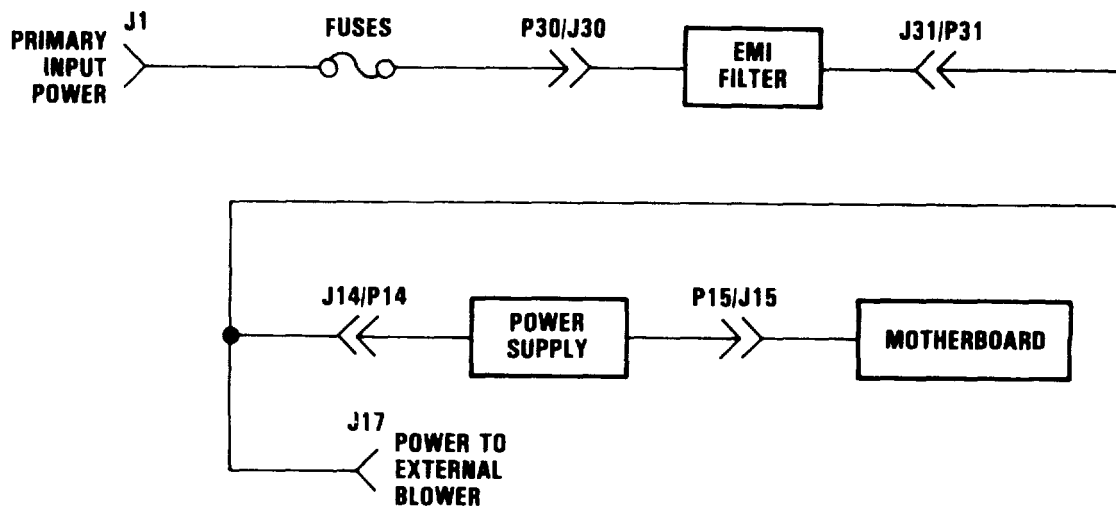 J1
PRIMARY
INPUT
POWER
FUSES
P30/J30
EMI
FILTER
J31/P31
J14/P14
POWER
SUPPLY
P15/J15
MOTHERBOARD
J17
POWER TO
EXTERNAL
BLOWER